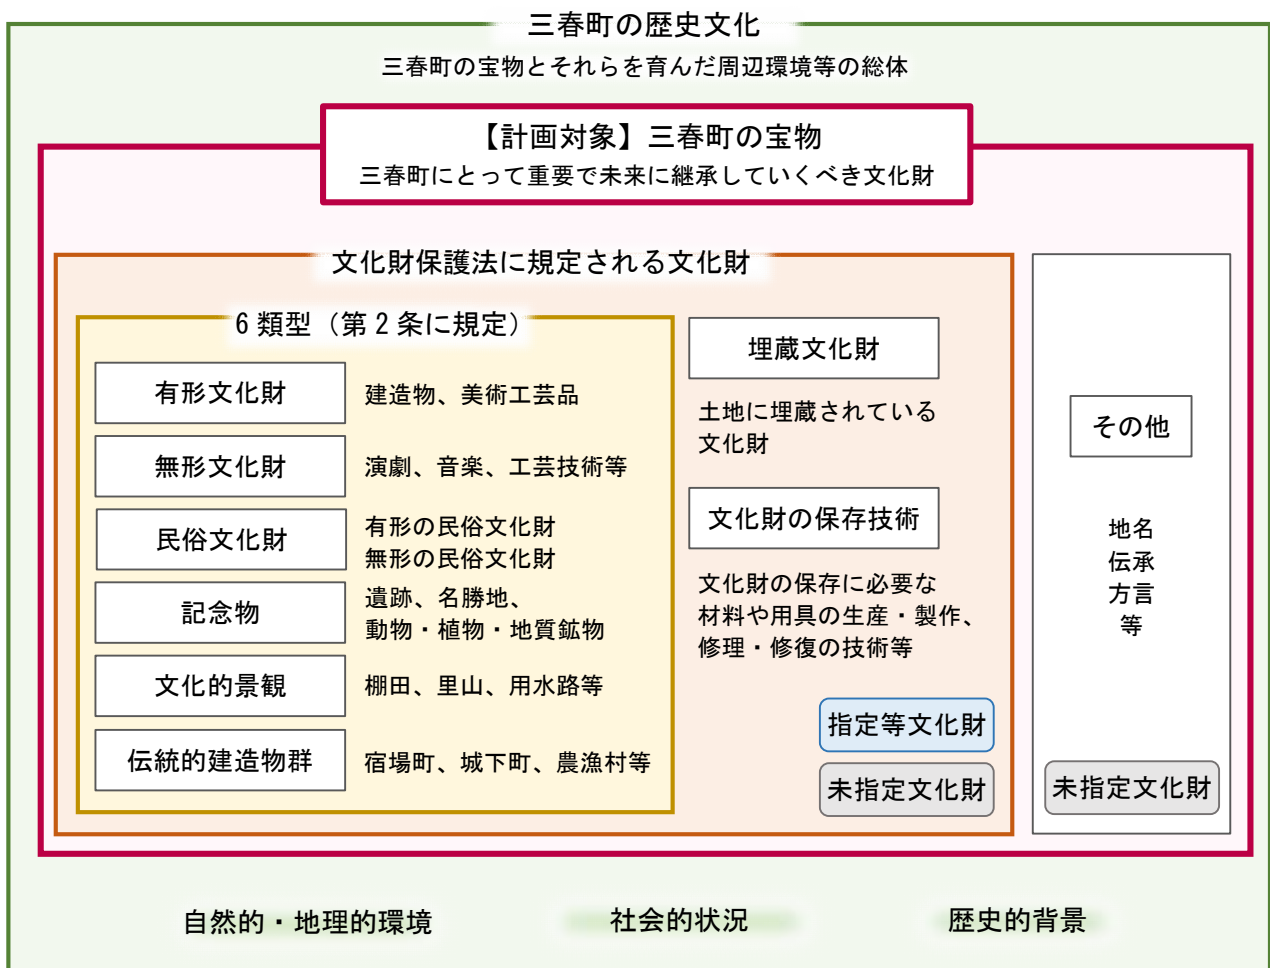 三春町の歴史文化
三春町の宝物とそれらを育んだ周辺環境等の総体
【計画対象】三春町の宝物
三春町にとって重要で未来に継承していくべき文化財
文化財保護法に規定される文化財
6類型（第2条に規定）
有形文化財
建造物、美術工芸品
無形文化財
演劇、音楽、工芸技術等
民俗文化財
有形の民俗文化財
無形の民俗文化財
記念物
遺跡、名勝地、
動物・植物・地質鉱物
文化的景観
棚田、里山、用水路等
伝統的建造物群
宿場町、城下町、農漁村等
埋蔵文化財
土地に埋蔵されている
文化財
文化財の保存技術
文化財の保存に必要な
材料や用具の生産・製作、
修理・修復の技術等
指定等文化財
未指定文化財
その他
地名
伝承
方言
等
未指定文化財
自然的・地理的環境
社会的状況
歴史的背景